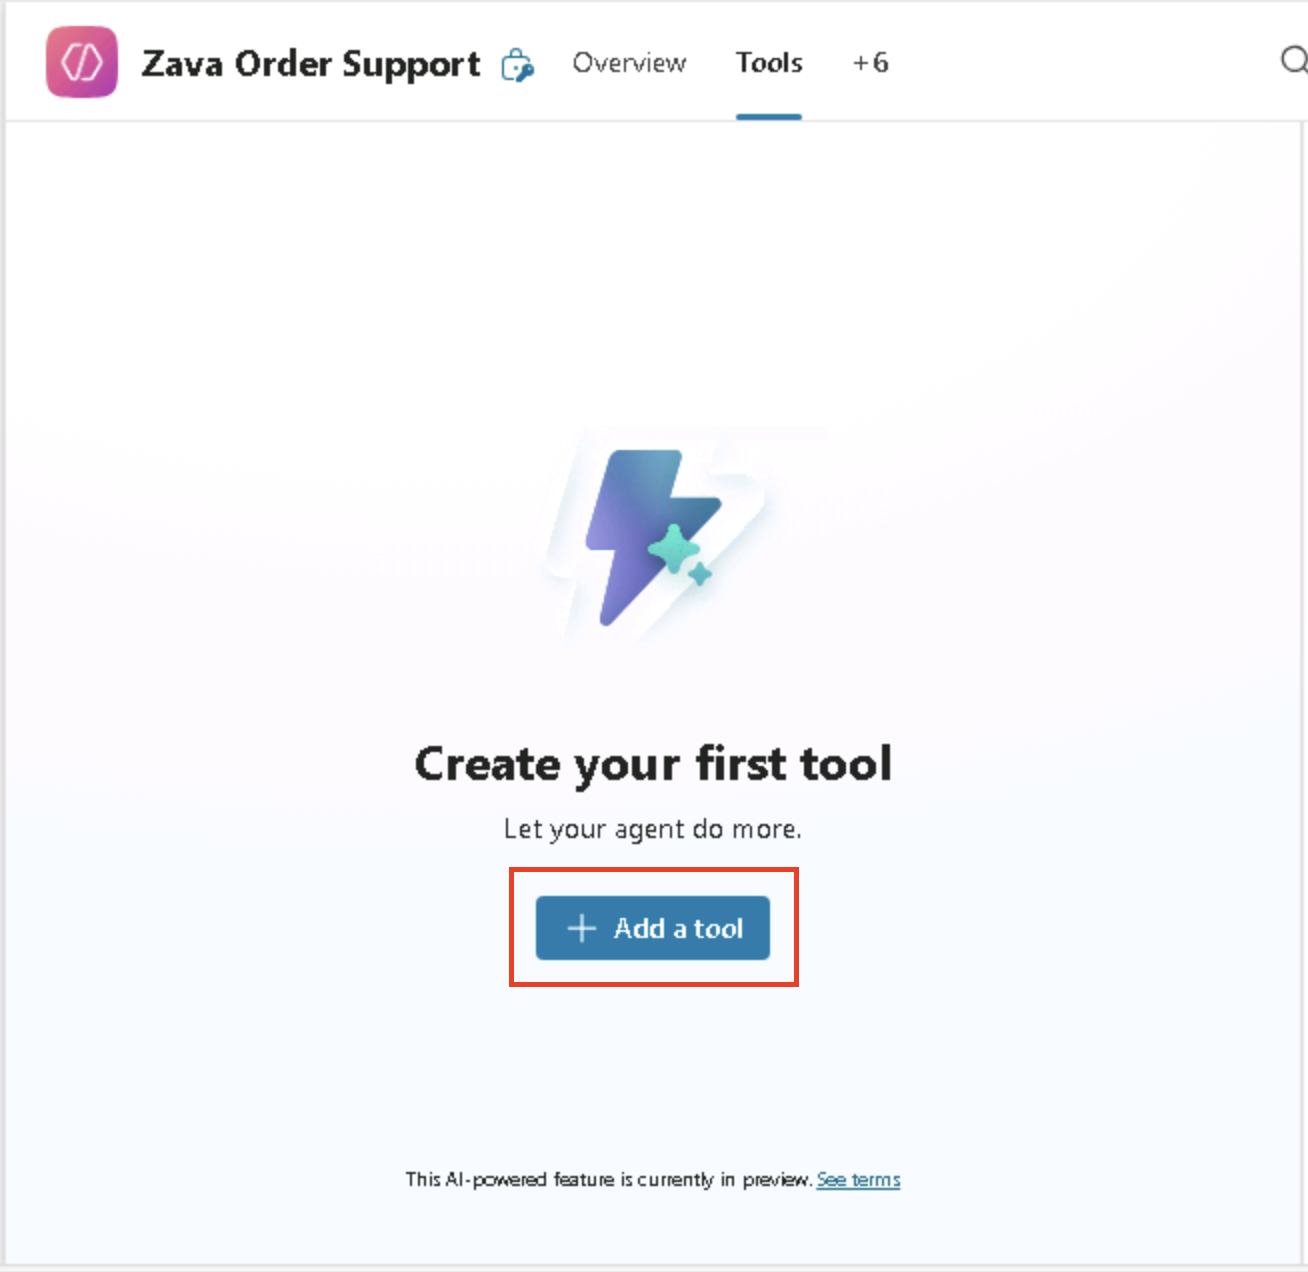 Zava Order Support Overview Tools +6
Create your first tool
Let your agent do more.
Add a tool
This AI-powered feature is currently in preview. See terms